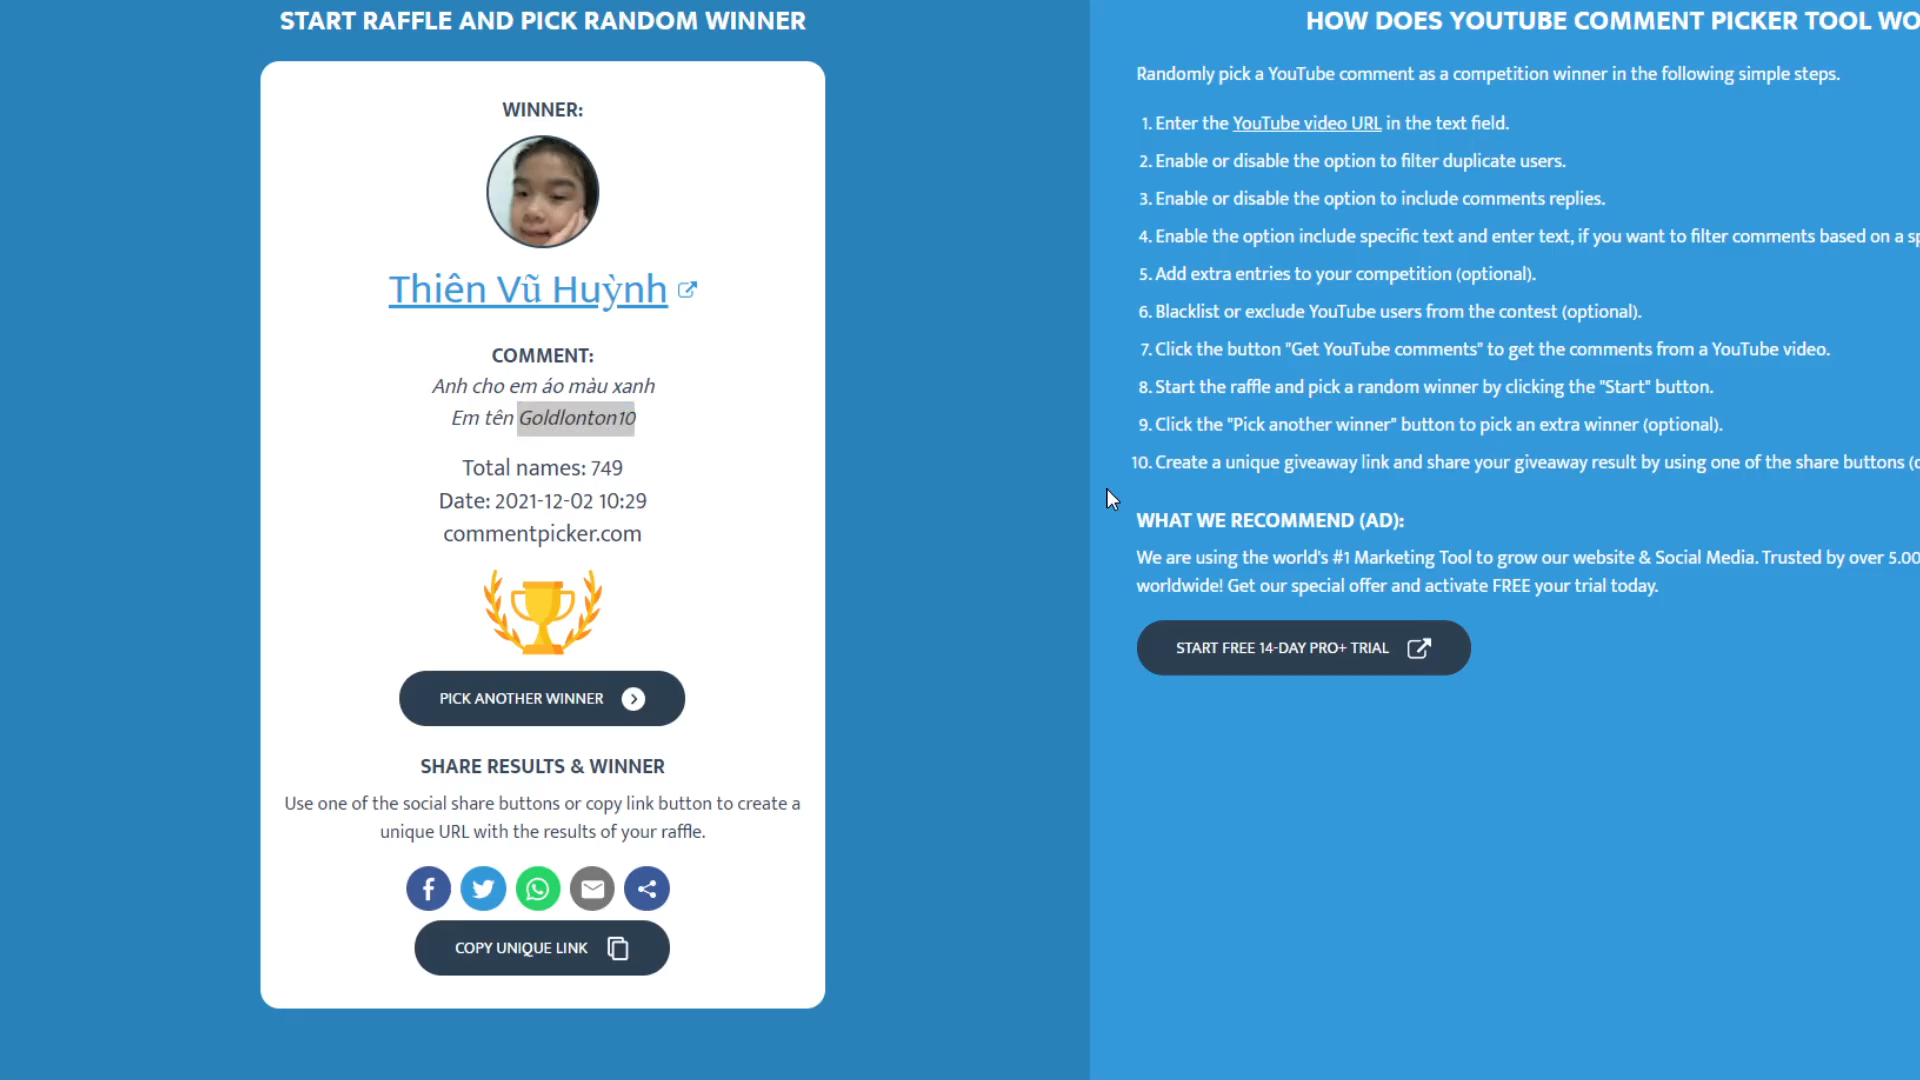 START RAFFLE AND PICK RANDOM WINNER
WINNER:
Thiên Vũ Huỳnh
COMMENT:
Anh cho em áo màu xanh
Em tên Goldlonton10
Total names: 749
Date: 2021-12-02 10:29
commentpicker.com
PICK ANOTHER WINNER
SHARE RESULTS & WINNER
Use one of the social share buttons or copy link button to create a
unique URL with the results of your raffle.
COPY UNIQUE LINK
HOW DOES YOUTUBE COMMENT PICKER TOOL WO
Randomly pick a YouTube comment as a competition winner in the following simple steps.
1. Enter the YouTube video URL in the text field.
2. Enable or disable the option to filter duplicate users.
3. Enable or disable the option to include comments replies.
4. Enable the option include specific text and enter text, if you want to filter comments based on a sp
5. Add extra entries to your competition (optional).
6. Blacklist or exclude YouTube users from the contest (optional).
7. Click the button "Get YouTube comments" to get the comments from a YouTube video.
8. Start the raffle and pick a random winner by clicking the "Start" button.
9. Click the "Pick another winner" button to pick an extra winner (optional).
10. Create a unique giveaway link and share your giveaway result by using one of the share buttons (o
WHAT WE RECOMMEND (AD):
We are using the world's #1 Marketing Tool to grow our website & Social Media. Trusted by over 5.00
worldwide! Get our special offer and activate FREE your trial today.
START FREE 14-DAY PRO+ TRIAL